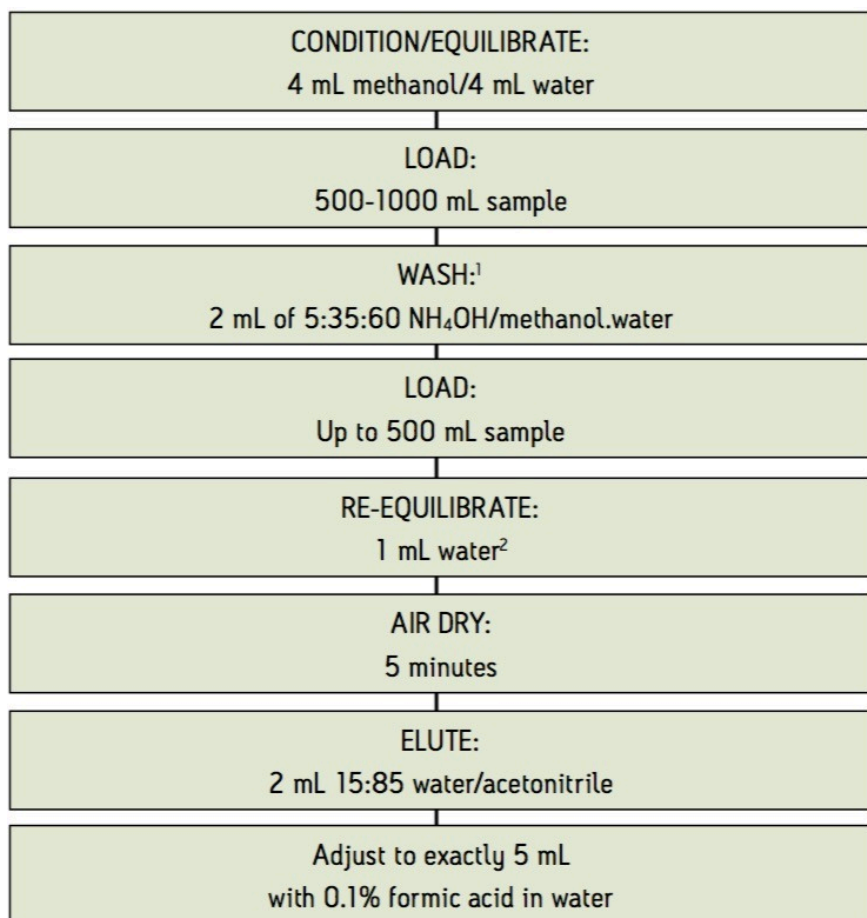 CONDITION/EQUILIBRATE:
4 mL methanol/4 mL water
LOAD:
500-1000 mL sample
WASH:¹
2 mL of 5:35:60 NH₄OH/methanol.water
LOAD:
Up to 500 mL sample
RE-EQUILIBRATE:
1 mL water²
AIR DRY:
5 minutes
ELUTE:
2 mL 15:85 water/acetonitrile
Adjust to exactly 5 mL
with 0.1% formic acid in water